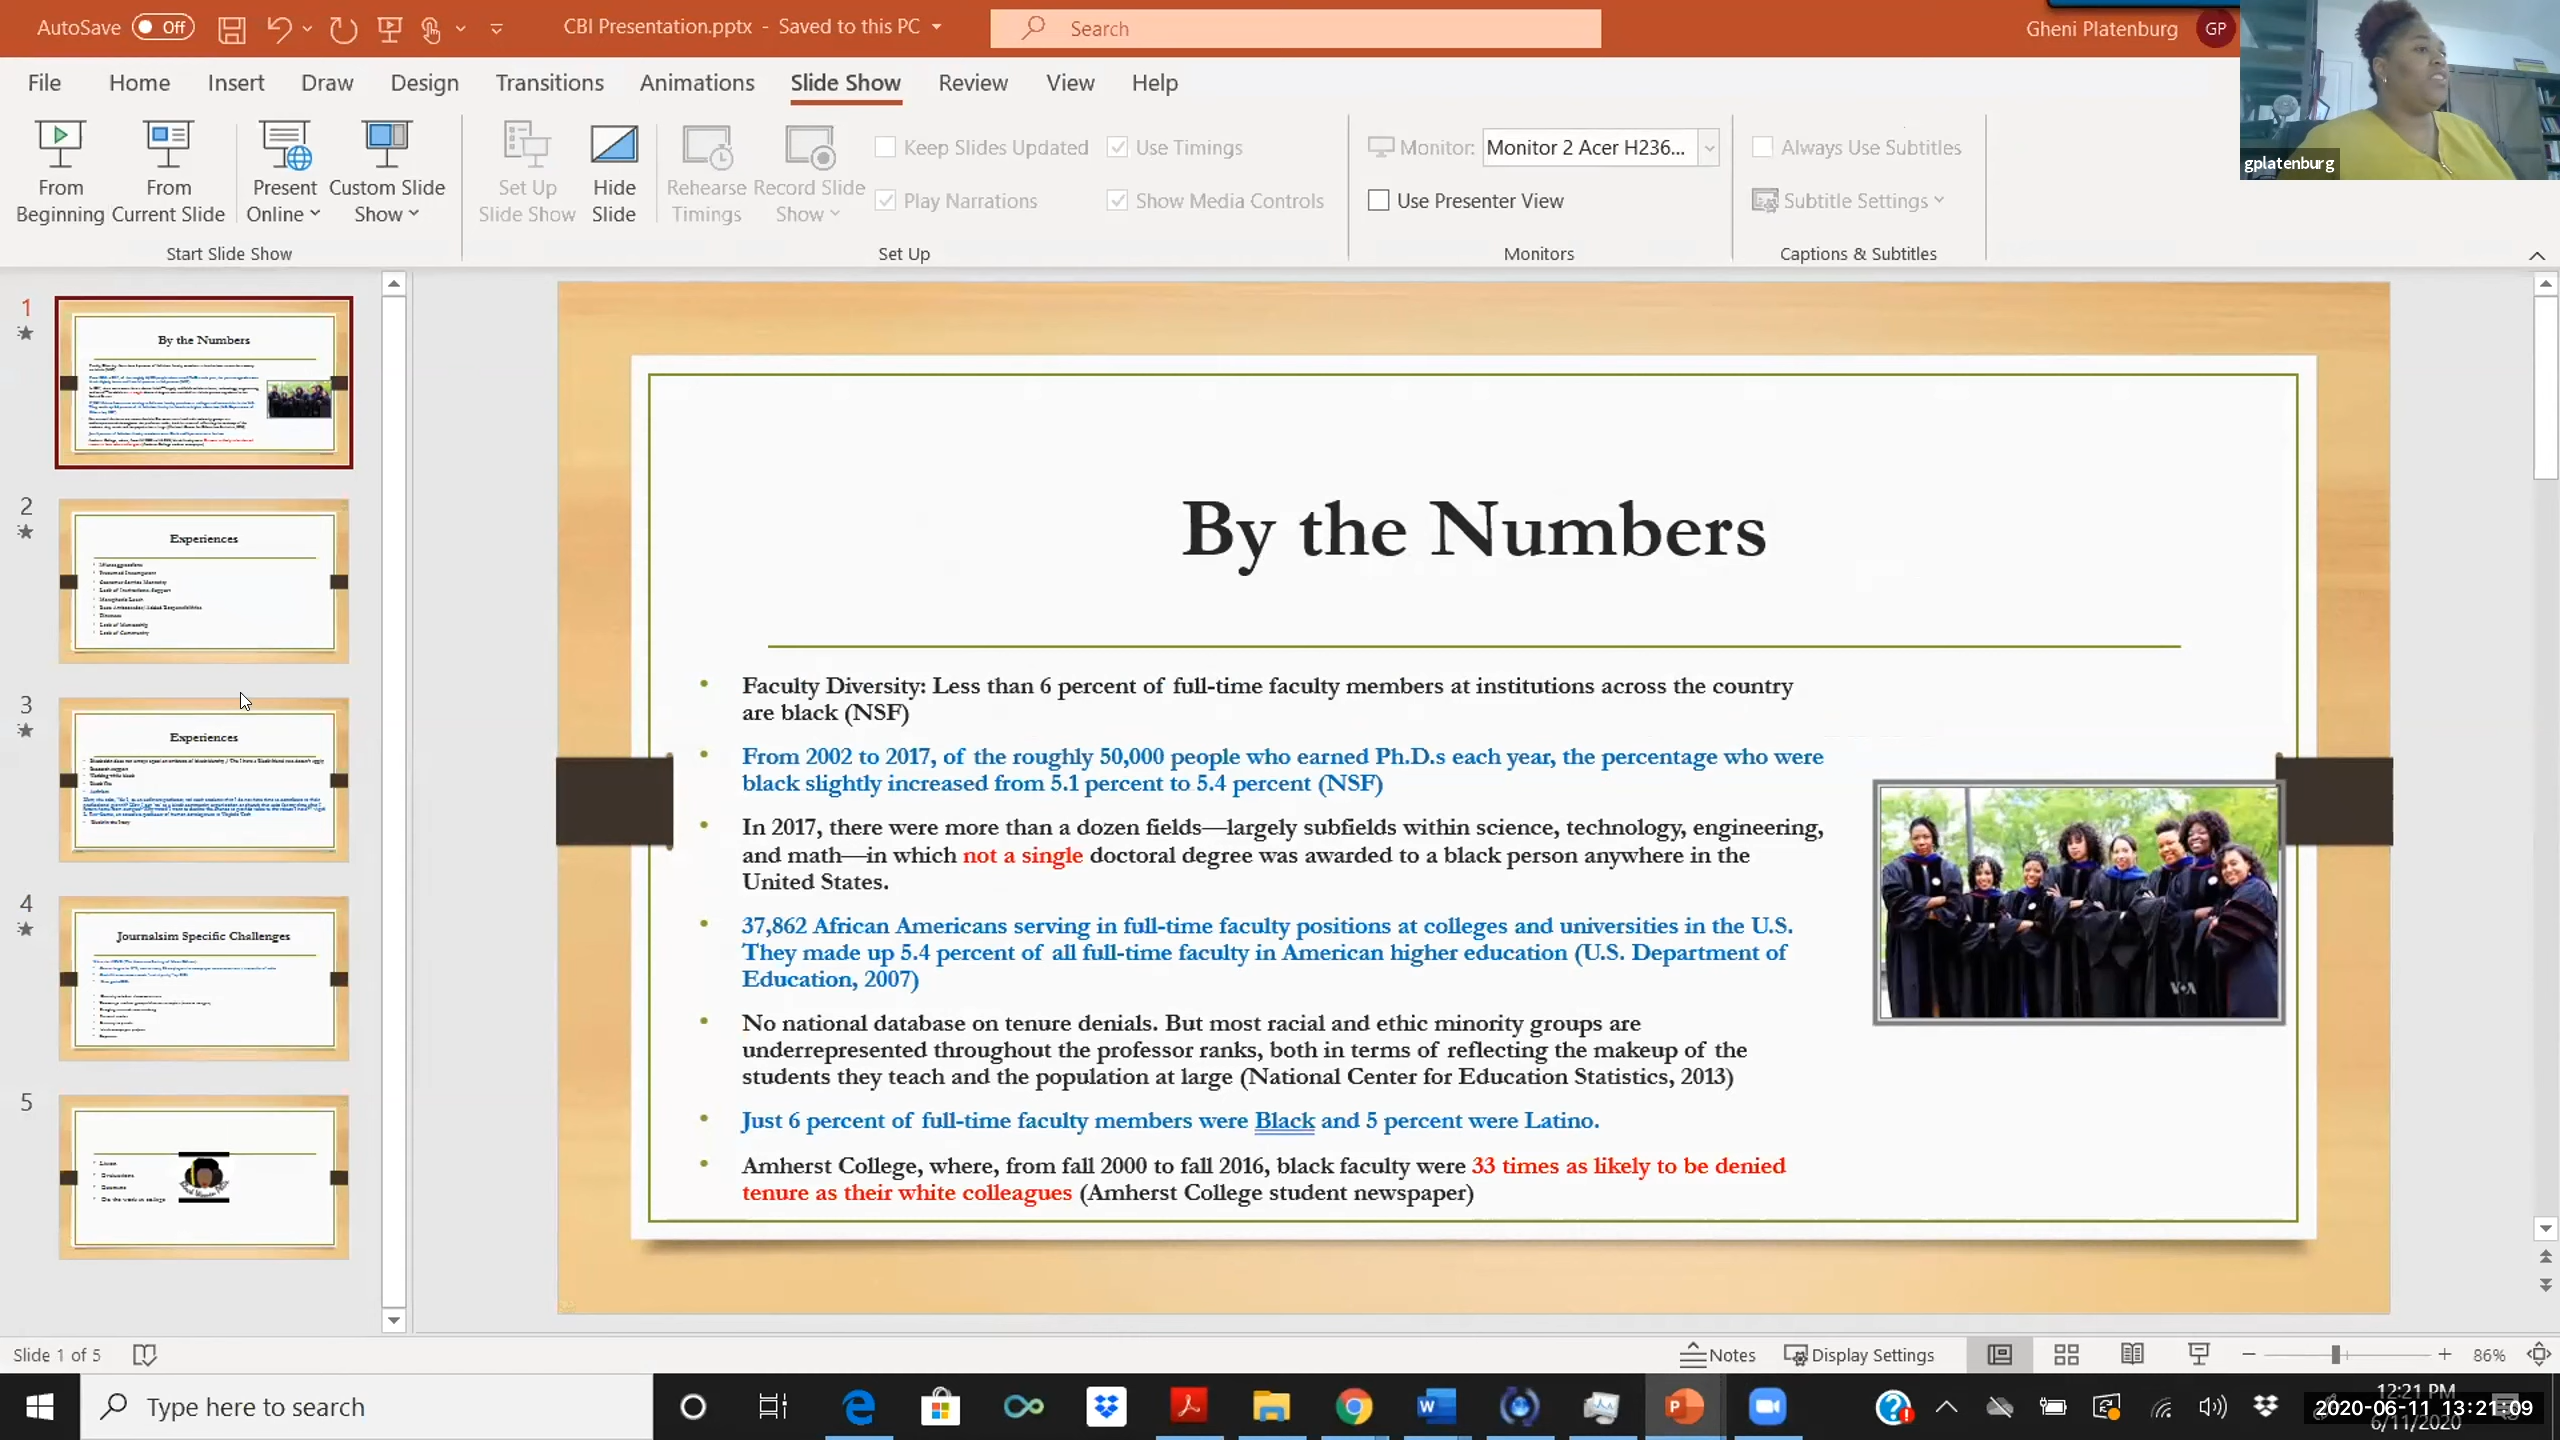 AutoSave Off
CBI Presentation.pptx - Saved to this PC
Search
Gheni Platenburg GP
gplatenburg
File Home Insert Draw Design Transitions Animations Slide Show Review View Help
From Beginning
From Current Slide
Present Online
Custom Slide Show
Start Slide Show
Set Up Slide Show
Hide Slide
Rehearse Timings
Record Slide Show
Keep Slides Updated
Play Narrations
Use Timings
Show Media Controls
Set Up
Monitor: Monitor 2 Acer H236...
Use Presenter View
Monitors
Always Use Subtitles
Subtitle Settings
Captions & Subtitles
1
By the Numbers
2
Experiences
3
Experiences
4
Journalsim Specific Challenges
5
By the Numbers
• Faculty Diversity: Less than 6 percent of full-time faculty members at institutions across the country
are black (NSF)
• From 2002 to 2017, of the roughly 50,000 people who earned Ph.D.s each year, the percentage who were
black slightly increased from 5.1 percent to 5.4 percent (NSF)
• In 2017, there were more than a dozen fields—largely subfields within science, technology, engineering,
and math—in which not a single doctoral degree was awarded to a black person anywhere in the
United States.
• 37,862 African Americans serving in full-time faculty positions at colleges and universities in the U.S.
They made up 5.4 percent of all full-time faculty in American higher education (U.S. Department of
Education, 2007)
• No national database on tenure denials. But most racial and ethic minority groups are
underrepresented throughout the professor ranks, both in terms of reflecting the makeup of the
students they teach and the population at large (National Center for Education Statistics, 2013)
• Just 6 percent of full-time faculty members were Black and 5 percent were Latino.
• Amherst College, where, from fall 2000 to fall 2016, black faculty were 33 times as likely to be denied
tenure as their white colleagues (Amherst College student newspaper)
VOA
Slide 1 of 5
Notes Display Settings 86%
Type here to search
12:21 PM
2020-06-11 13:21:09
6/11/2020